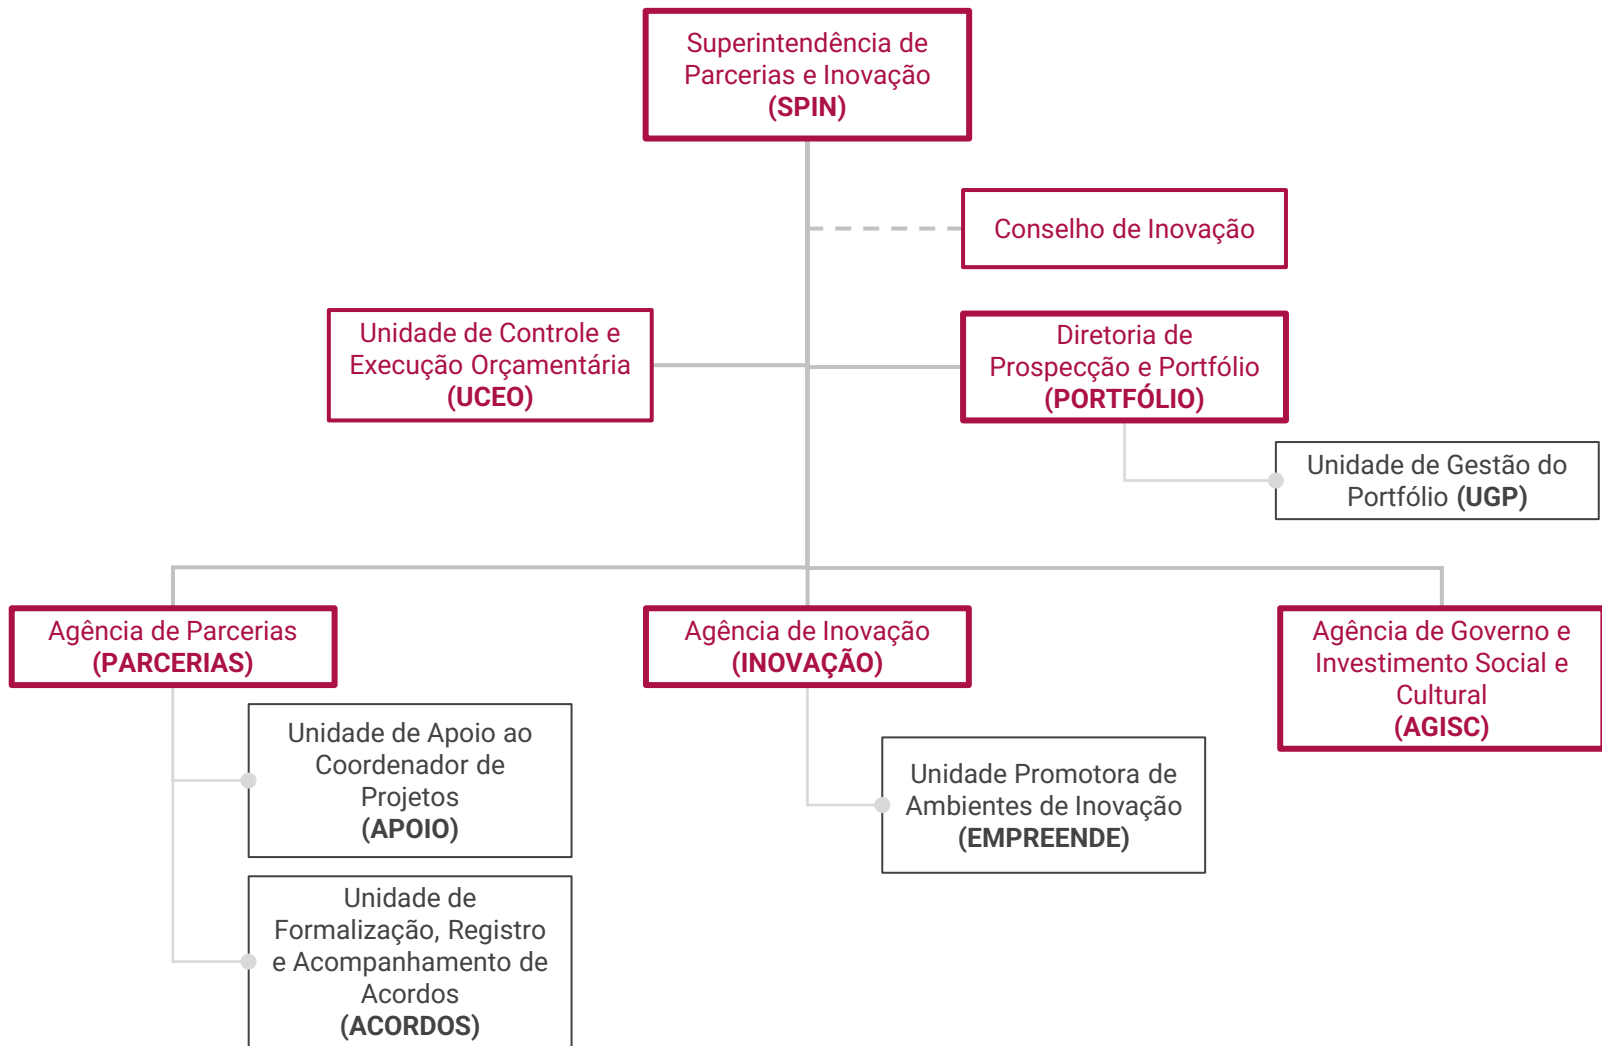 Superintendência de
Parcerias e Inovação
(SPIN)
Conselho de Inovação
Unidade de Controle e
Execução Orçamentária
(UCEO)
Diretoria de
Prospecção e Portfólio
(PORTFÓLIO)
Unidade de Gestão do
Portfólio (UGP)
Agência de Parcerias
(PARCERIAS)
Agência de Inovação
(INOVAÇÃO)
Agência de Governo e
Investimento Social e
Cultural
(AGISC)
Unidade de Apoio ao
Coordenador de
Projetos
(APOIO)
Unidade Promotora de
Ambientes de Inovação
(EMPREENDE)
Unidade de
Formalização, Registro
e Acompanhamento de
Acordos
(ACORDOS)